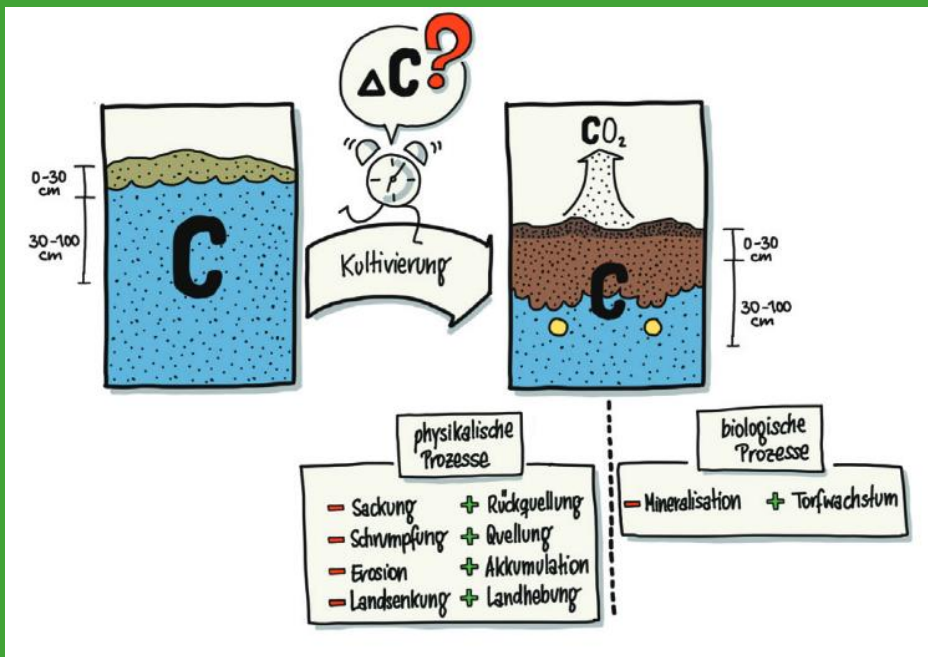 ΔC?
0-30
cm
30-100
cm
C
Kultivierung
CO₂
C
0-30
cm
30-100
cm
physikalische
Prozesse
- Sackung + Rückquellung
- Schrumpfung + Quellung
- Erosion + Akkumulation
- Landsenkung + Landhebung
biologische
Prozesse
- Mineralisation + Torfwachstum